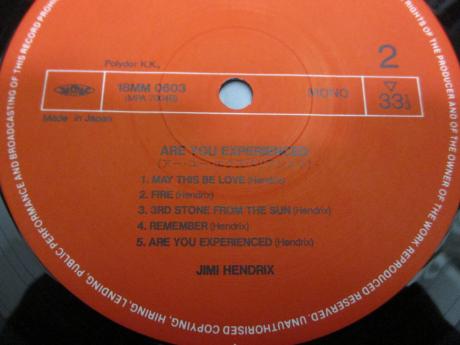 Polydor K.K.,
2
18MM 0603
(MPA 7004B)
MONO
33⅓
Made in Japan
ARE YOU EXPERIENCED
1. MAY THIS BE LOVE (Hendrix)
2. FIRE (Hendrix)
3. 3RD STONE FROM THE SUN (Hendrix)
4. REMEMBER (Hendrix)
5. ARE YOU EXPERIENCED (Hendrix)
JIMI HENDRIX
RIGHTS OF THE PRODUCER AND OF THE OWNER OF THE WORK REPRODUCED RESERVED. UNAUTHORISED COPYING, HIRING, LENDING, PUBLIC PERFORMANCE AND BROADCASTING OF THIS RECORD